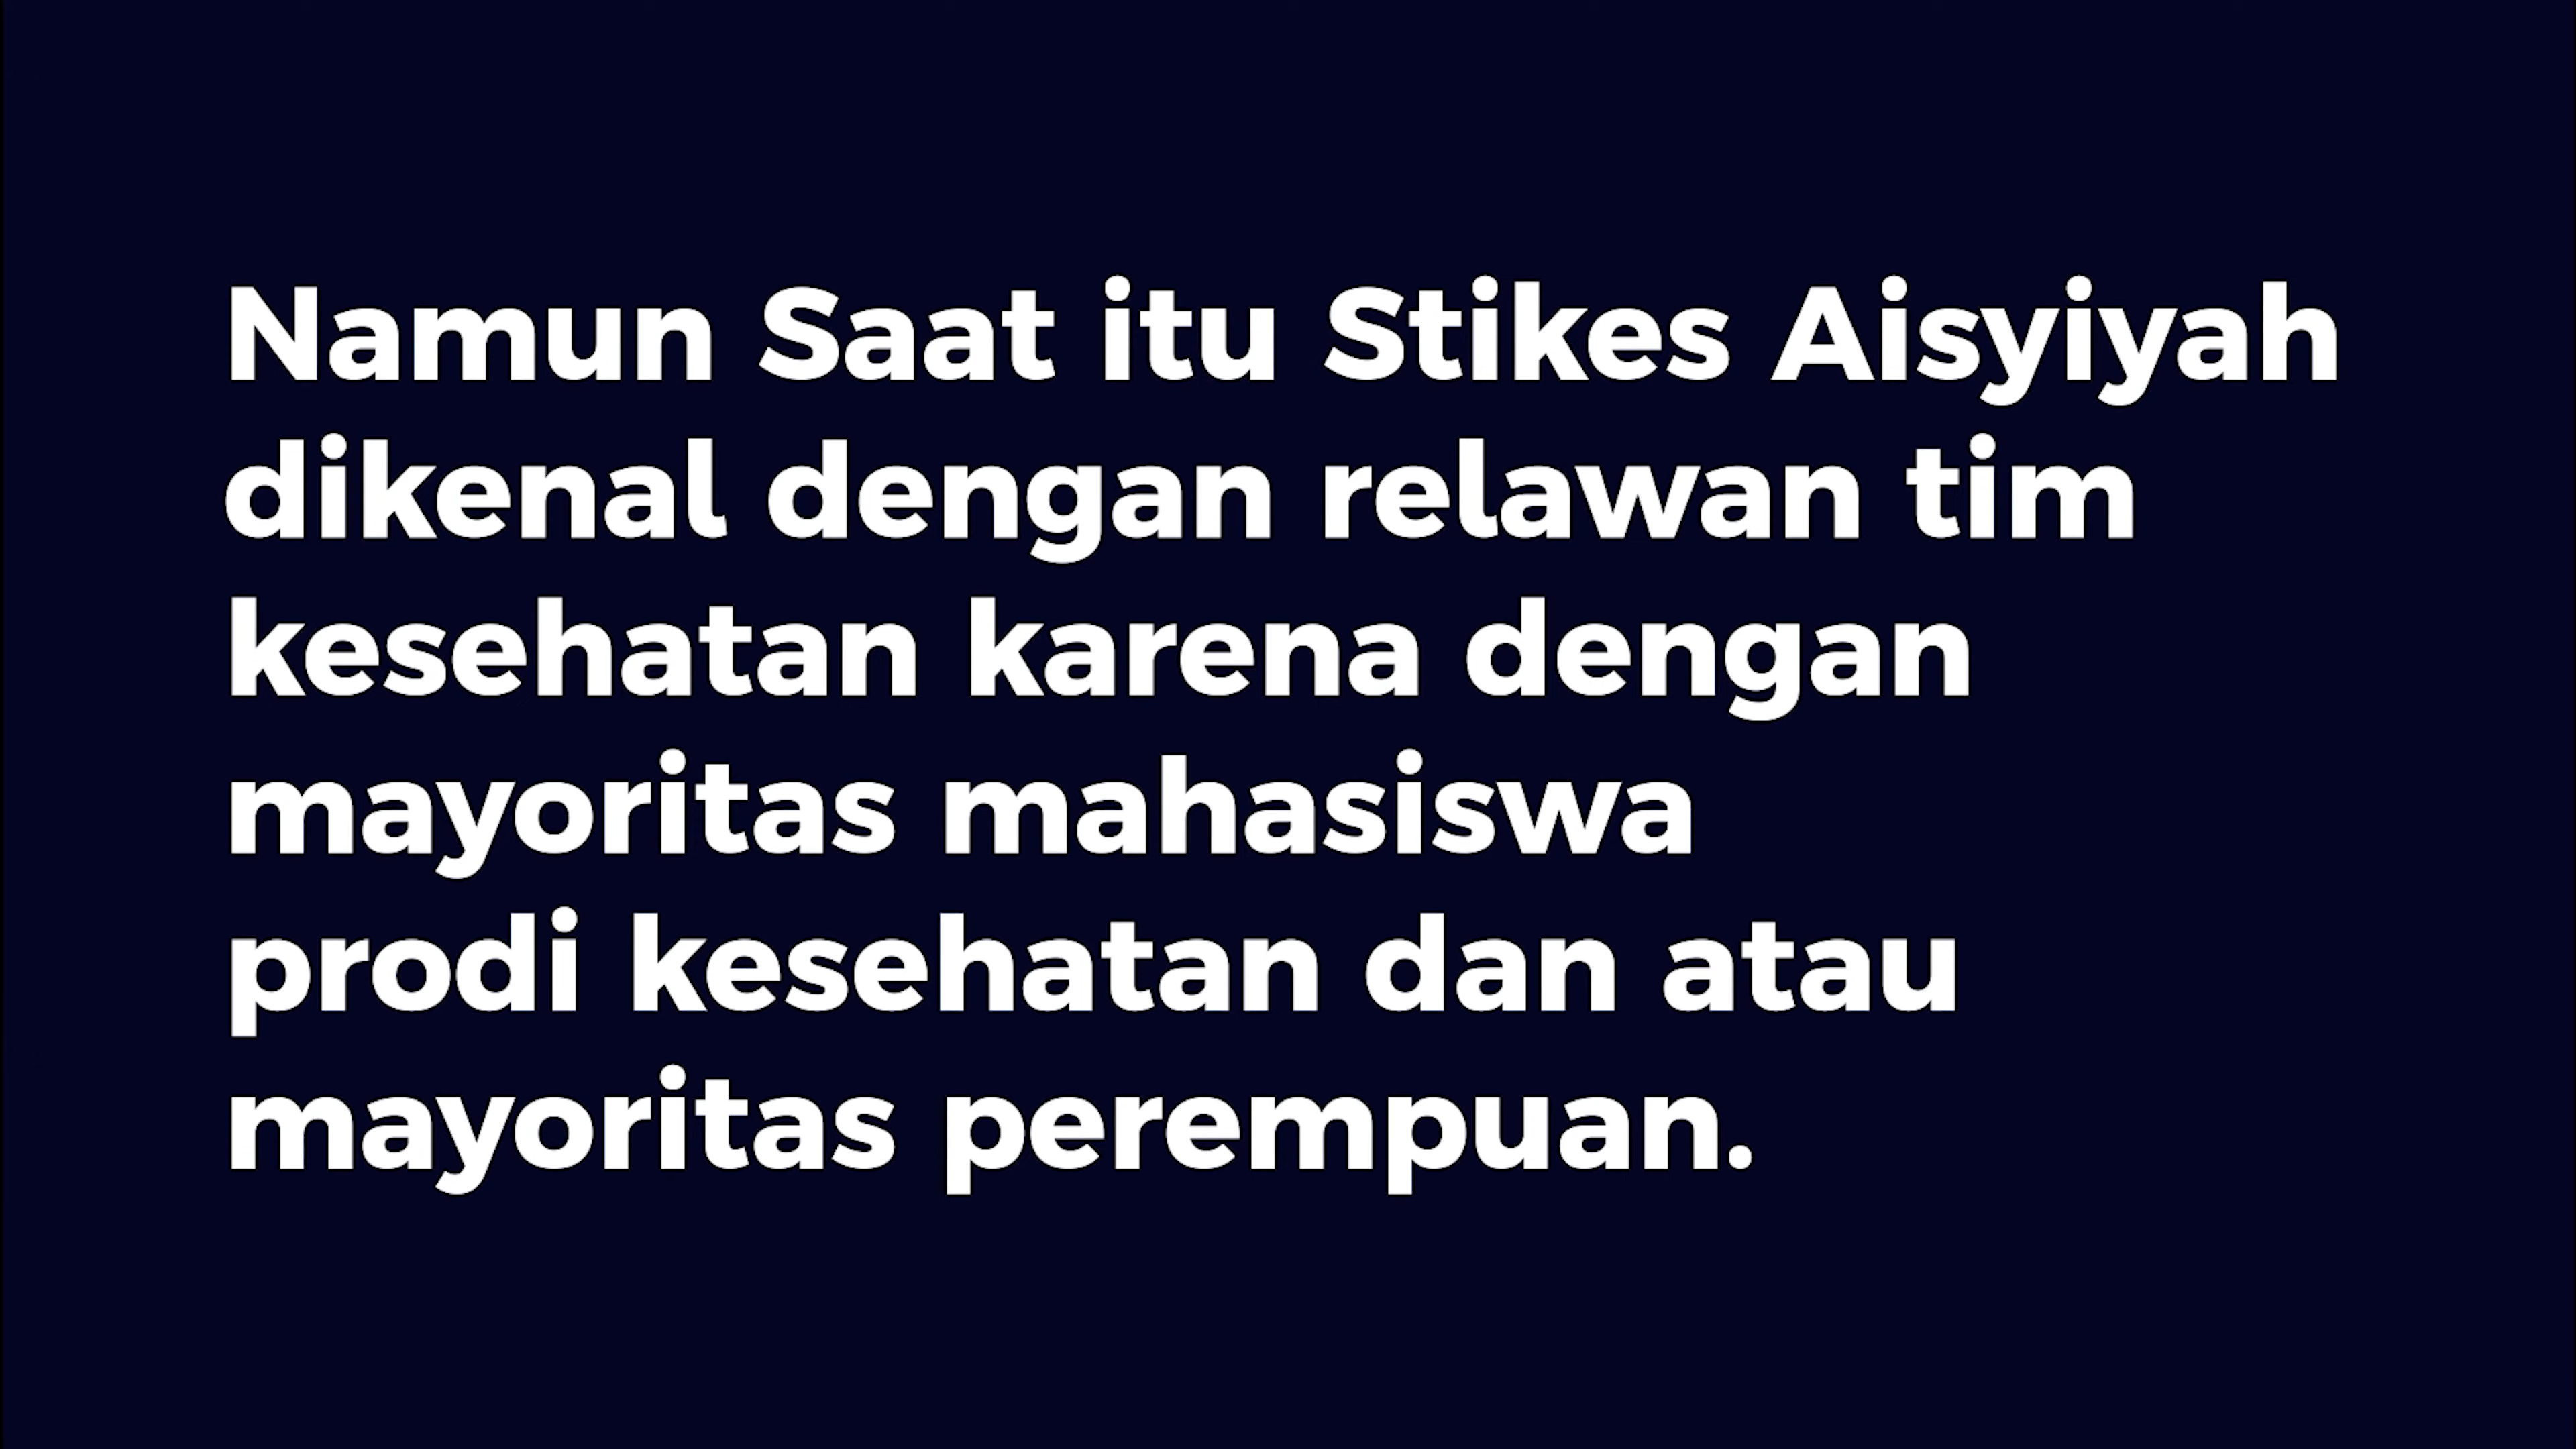 Namun Saat itu Stikes Aisyiyah
dikenal dengan relawan tim
kesehatan karena dengan
mayoritas mahasiswa
prodi kesehatan dan atau
mayoritas perempuan.